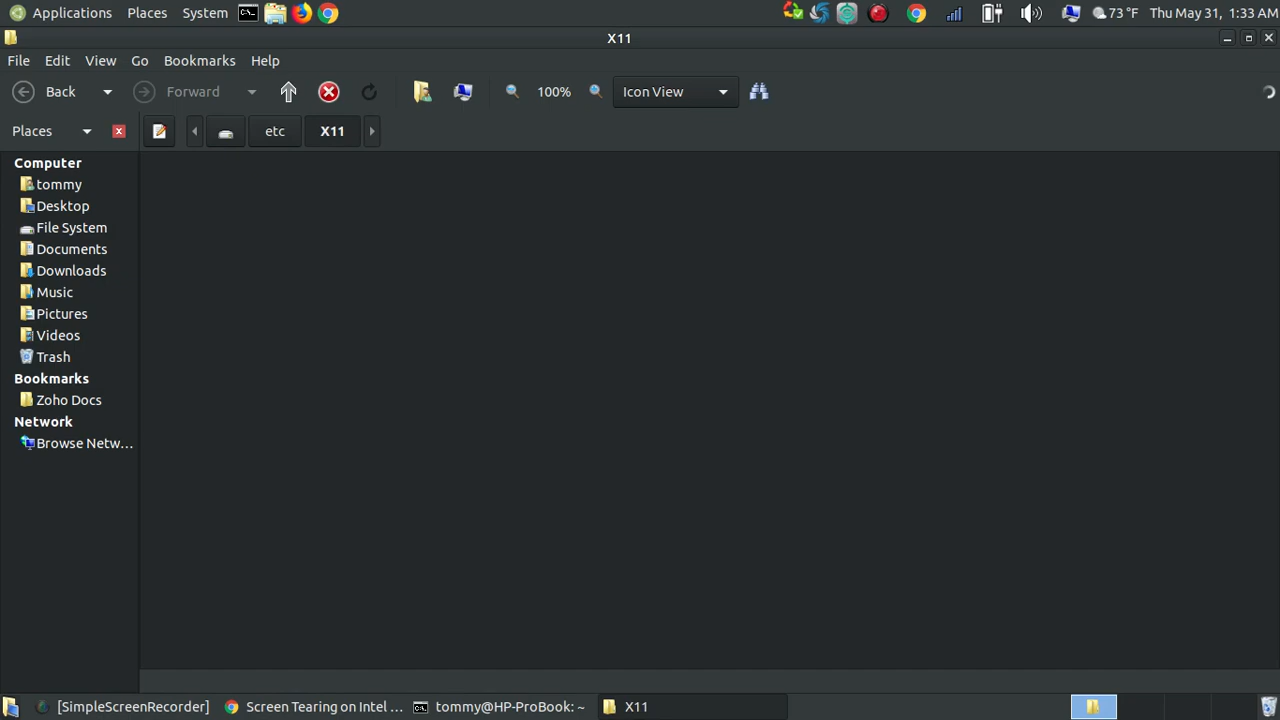 Applications Places System 73 °F Thu May 31, 1:33 AM
X11
File Edit View Go Bookmarks Help
Back Forward 100% Icon View
Places etc X11
Computer
tommy
Desktop
File System
Documents
Downloads
Music
Pictures
Videos
Trash
Bookmarks
Zoho Docs
Network
Browse Netw...
[SimpleScreenRecorder] Screen Tearing on Intel ... tommy@HP-ProBook: ~ X11